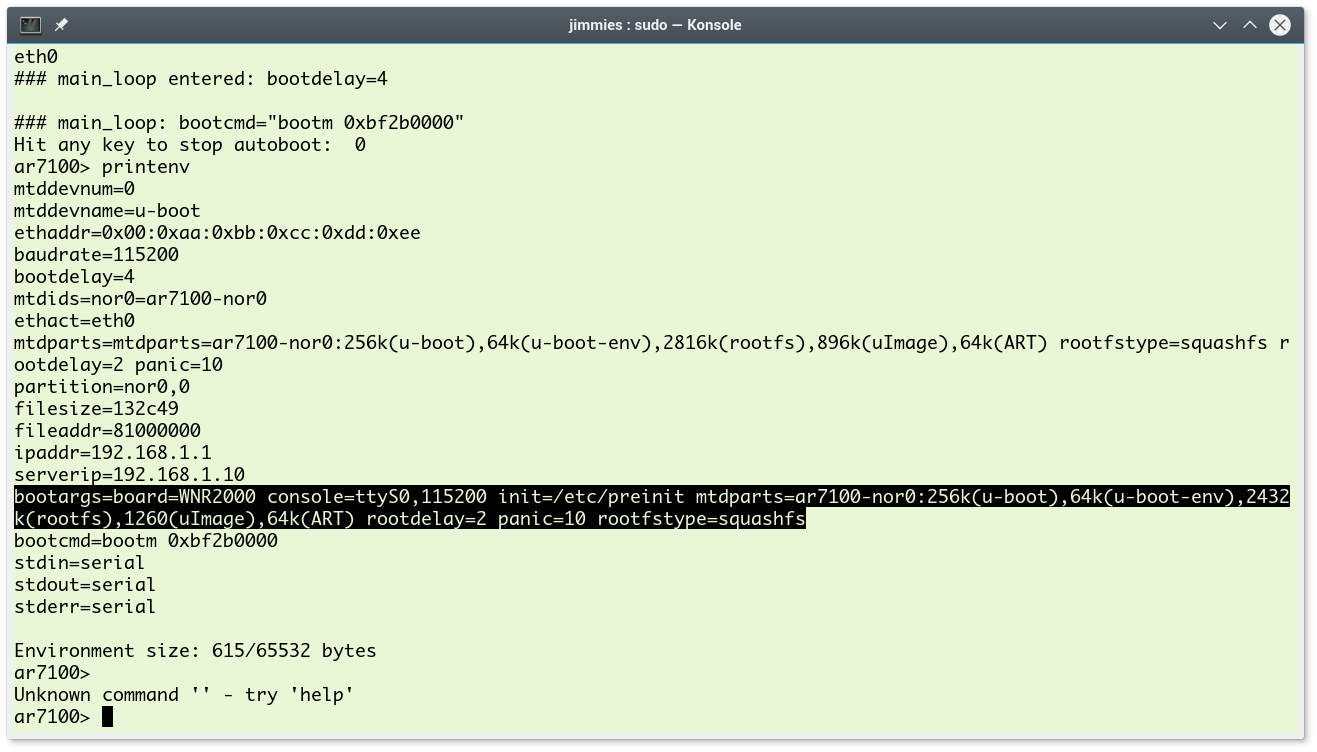 jimmies : sudo — Konsole
eth0
### main_loop entered: bootdelay=4
### main_loop: bootcmd="bootm 0xbf2b0000"
Hit any key to stop autoboot:  0
ar7100> printenv
mtddevnum=0
mtddevname=u-boot
ethaddr=0x00:0xaa:0xbb:0xcc:0xdd:0xee
baudrate=115200
bootdelay=4
mtdids=nor0=ar7100-nor0
ethact=eth0
mtdparts=mtdparts=ar7100-nor0:256k(u-boot),64k(u-boot-env),2816k(rootfs),896k(uImage),64k(ART) rootfstype=squashfs r
ootdelay=2 panic=10
partition=nor0,0
filesize=132c49
fileaddr=81000000
ipaddr=192.168.1.1
serverip=192.168.1.10
bootargs=board=WNR2000 console=ttyS0,115200 init=/etc/preinit mtdparts=ar7100-nor0:256k(u-boot),64k(u-boot-env),2432
k(rootfs),1260(uImage),64k(ART) rootdelay=2 panic=10 rootfstype=squashfs
bootcmd=bootm 0xbf2b0000
stdin=serial
stdout=serial
stderr=serial
Environment size: 615/65532 bytes
ar7100>
Unknown command '' - try 'help'
ar7100>